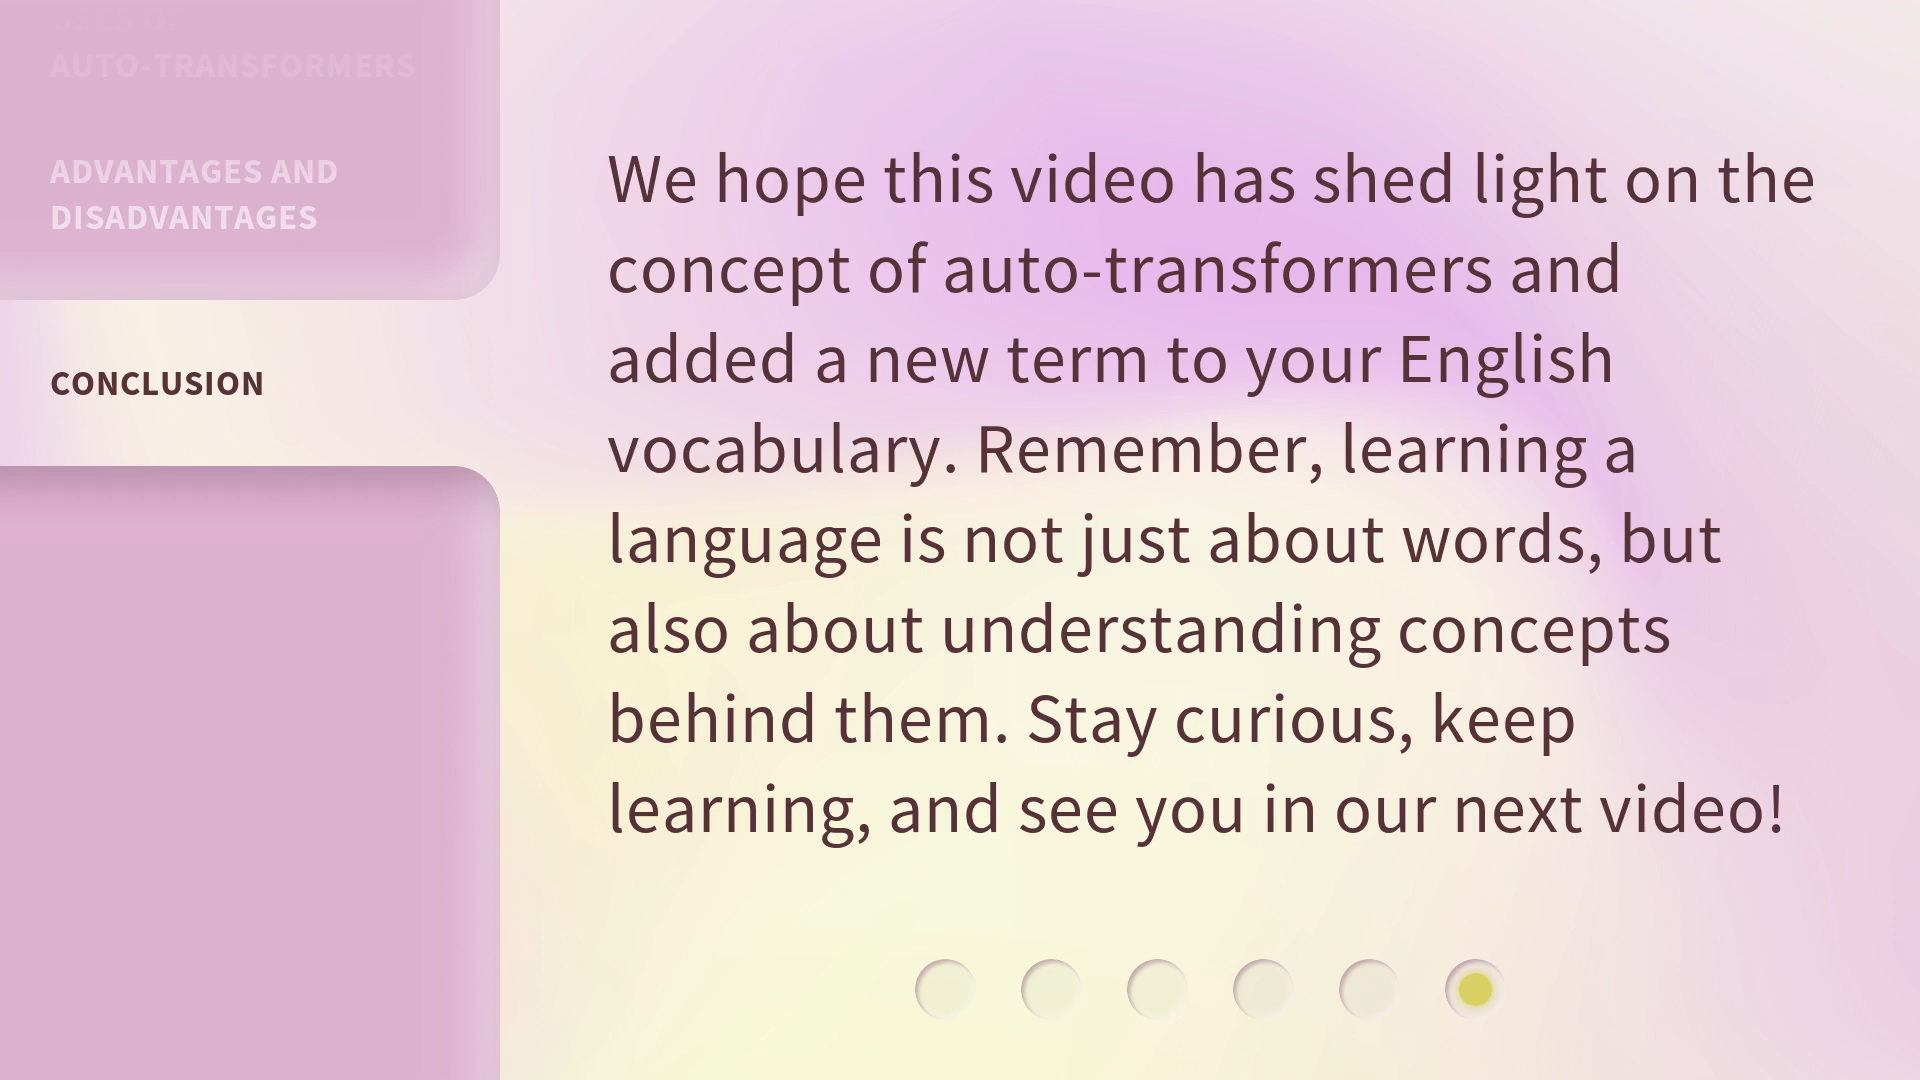 USES OF
AUTO-TRANSFORMERS
ADVANTAGES AND
DISADVANTAGES
CONCLUSION
We hope this video has shed light on the
concept of auto-transformers and
added a new term to your English
vocabulary. Remember, learning a
language is not just about words, but
also about understanding concepts
behind them. Stay curious, keep
learning, and see you in our next video!